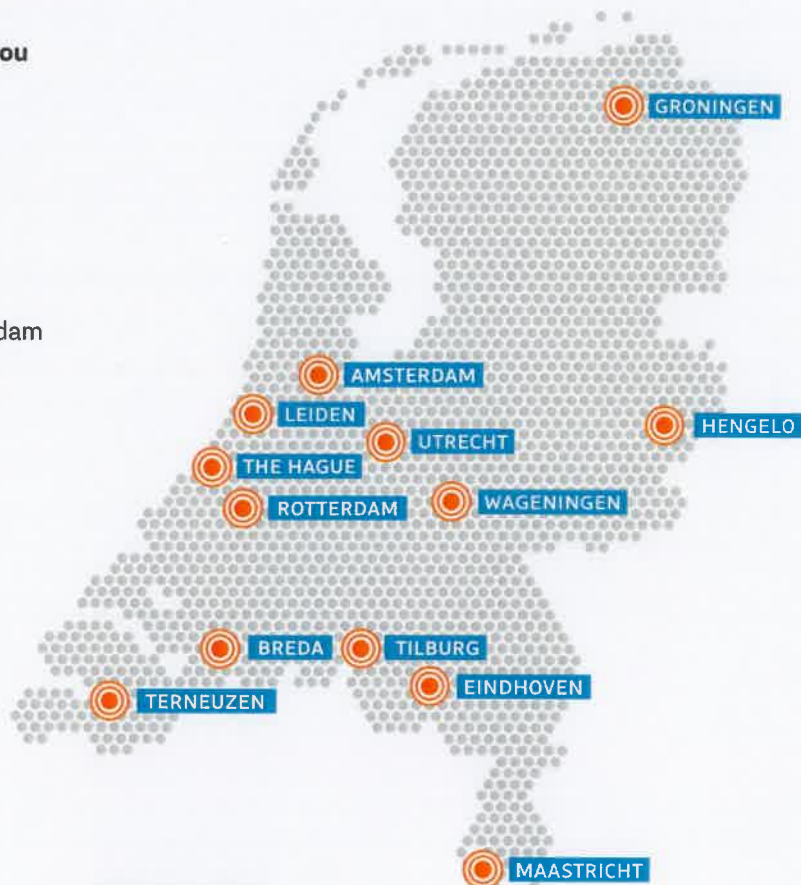 ou
GRONINGEN
dam
AMSTERDAM
LEIDEN
HENGELO
UTRECHT
THE HAGUE
WAGENINGEN
ROTTERDAM
BREDA
TILBURG
EINDHOVEN
TERNEUZEN
MAASTRICHT